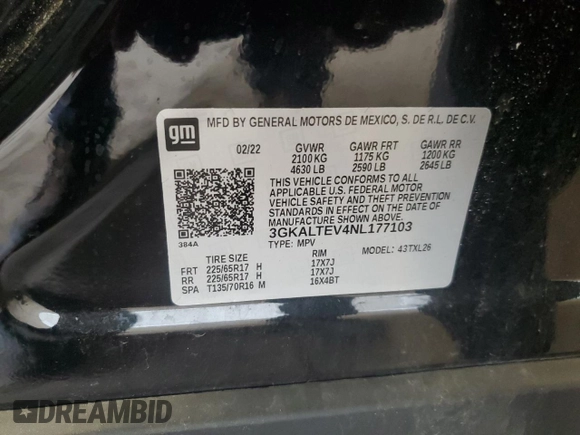 gm
MFD BY GENERAL MOTORS DE MEXICO, S. DE R.L. DE C.V.
02/22 GVWR GAWR FRT GAWR RR
2100 KG 1175 KG 1200 KG
4630 LB 2590 LB 2645 LB
THIS VEHICLE CONFORMS TO ALL
APPLICABLE U.S. FEDERAL MOTOR
VEHICLE SAFETY AND THEFT PREVENTION
STANDARDS IN EFFECT ON THE DATE OF
MANUFACTURE SHOWN ABOVE.
3GKALTEV4NL177103
384A
TYPE: MPV MODEL: 43TXL26
TIRE SIZE RIM
FRT 225/65R17 H 17X7J
RR 225/65R17 H 17X7J
SPA T135/70R16 M 16X4BT
DREAMBID